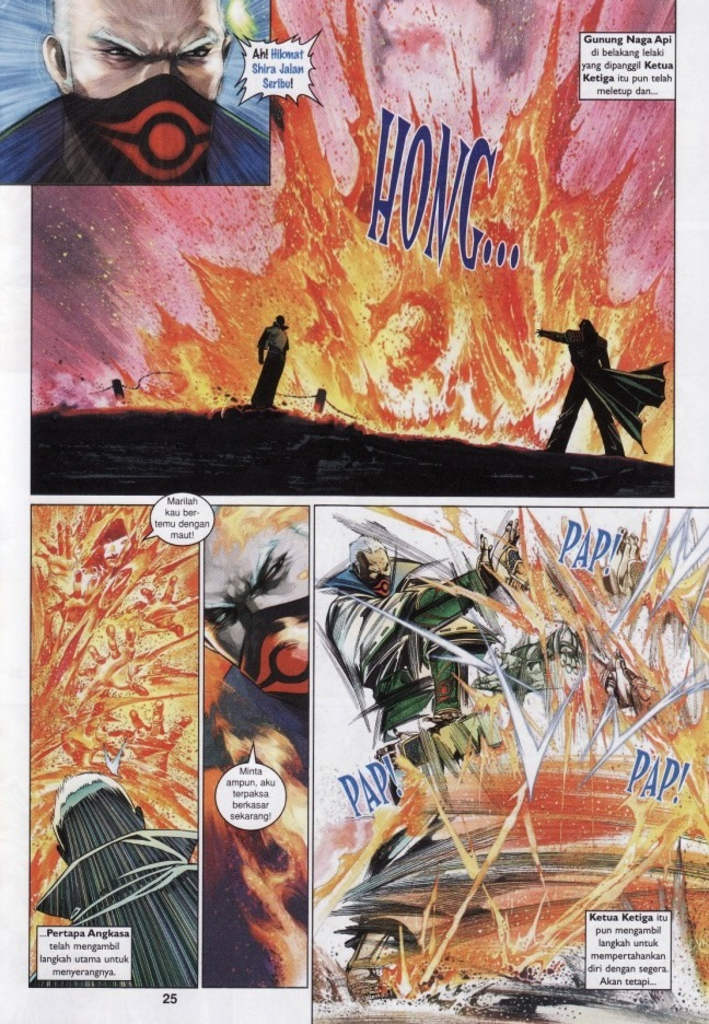 Ah! Hikmat
Shira Jalan
Seribu!
Gunung Naga Api
di belakang lelaki
yang dipanggil Ketua
Ketiga itu pun telah
meletup dan...
HONG...
Marilah
kau ber-
temu dengan
maut!
Minta
ampun, aku
terpaksa
berkasar
sekarang!
...Pertapa Angkasa
telah mengambil
langkah utama untuk
menyerangnya.
PAP!
PAP!
PAP!
Ketua Ketiga itu
pun mengambil
langkah untuk
mempertahankan
diri dengan segera.
Akan tetapi...
25